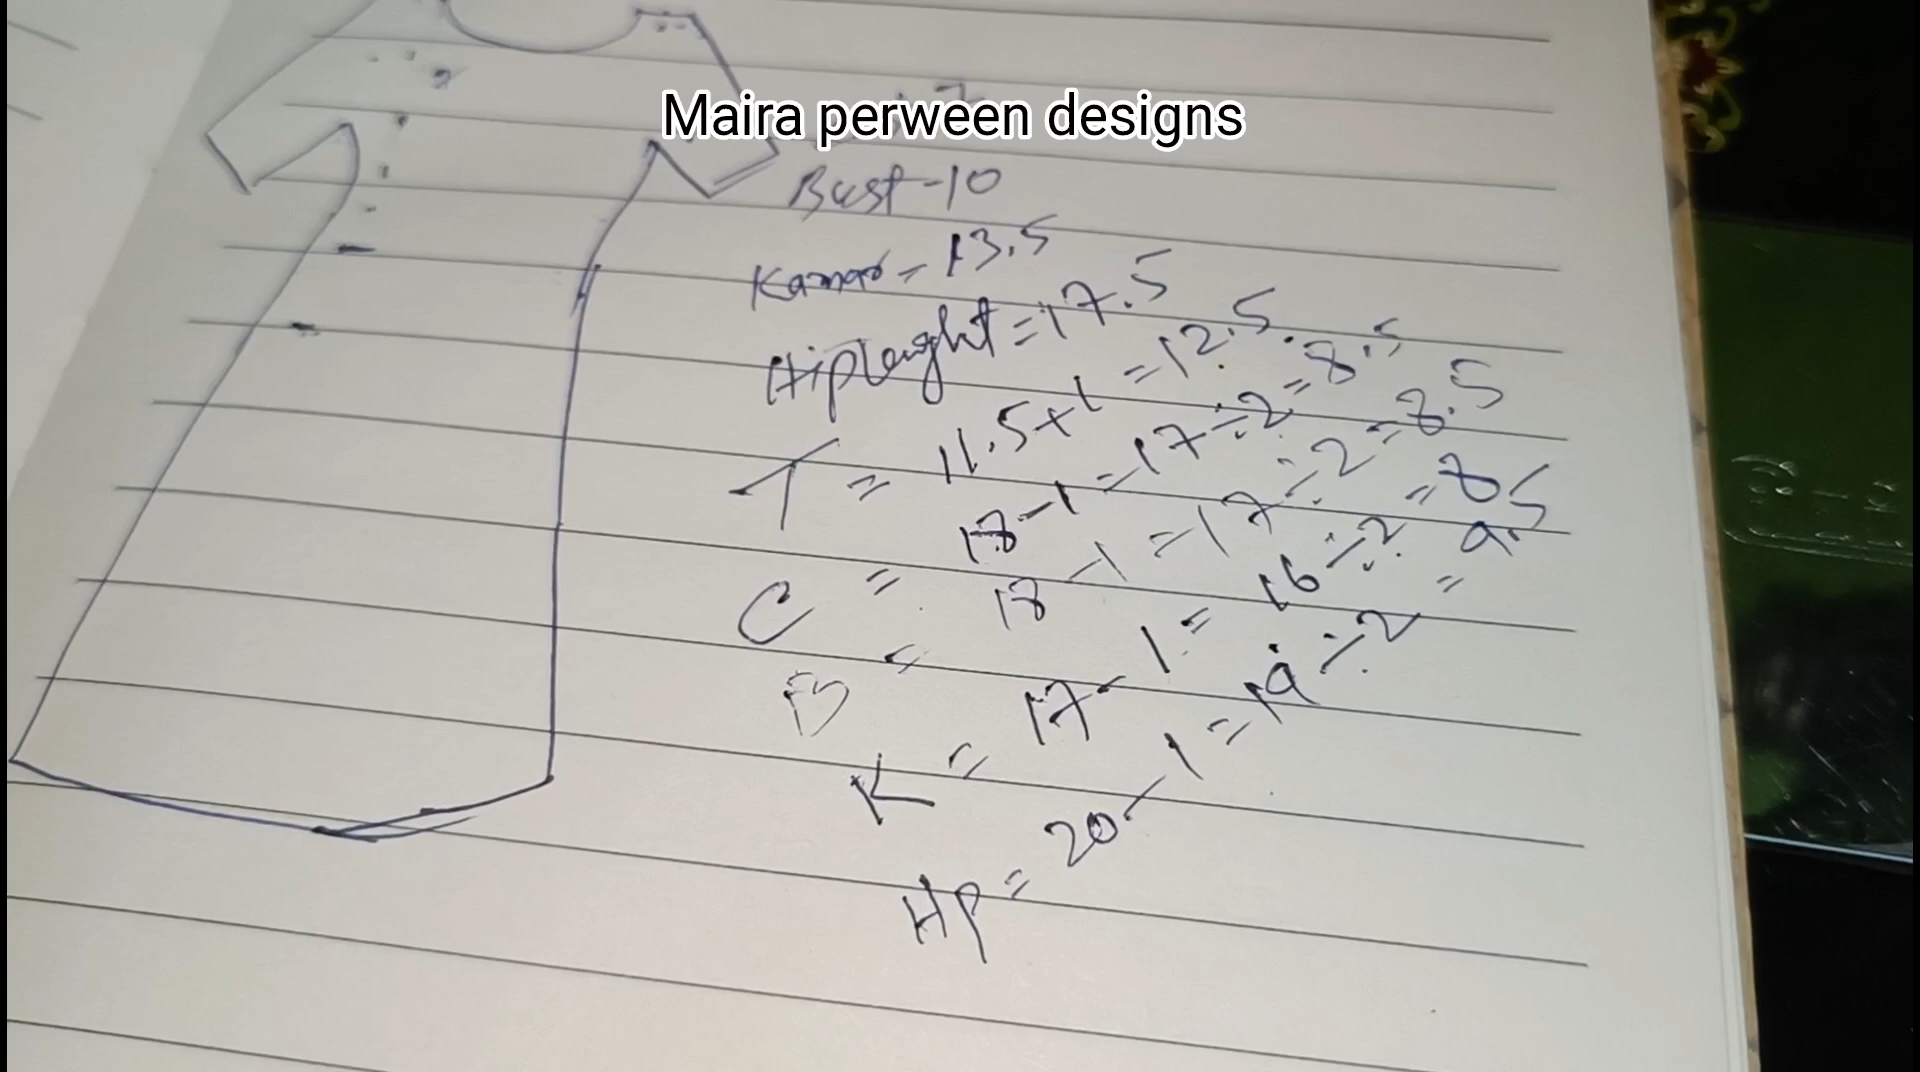 Maira perween designs
Bust-10
Kamar - 13.5
Hiplenght = 17.5
T = 11.5+1 = 12.5
C = 18-1 = 17÷2 = 8.5
B = 18-1 = 17÷2 = 8.5
K = 17-1 = 16÷2 = 8
HP = 20-1 = 19÷2 = 9.5